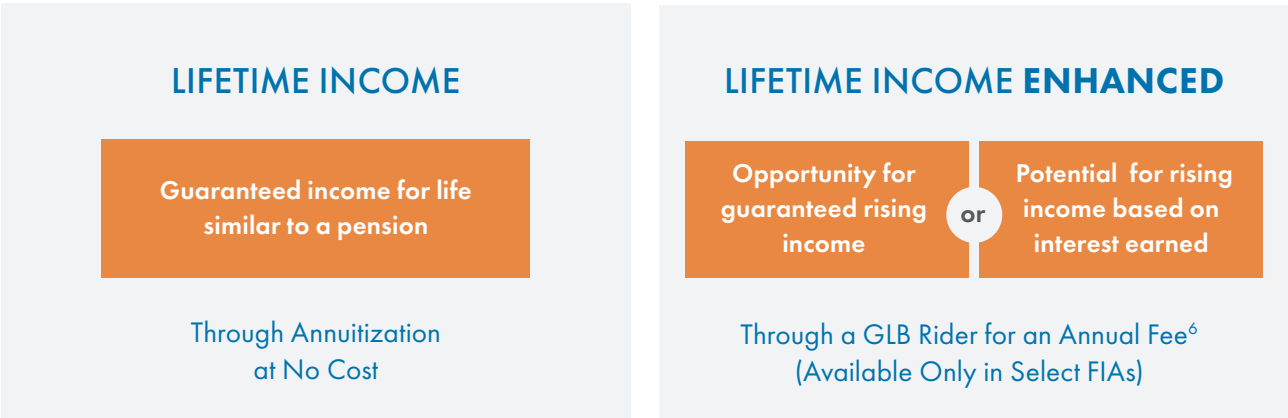 LIFETIME INCOME
Guaranteed income for life
similar to a pension
Through Annuitization
at No Cost
LIFETIME INCOME ENHANCED
Opportunity for
guaranteed rising
income
or
Potential for rising
income based on
interest earned
Through a GLB Rider for an Annual Fee⁶
(Available Only in Select FIAs)